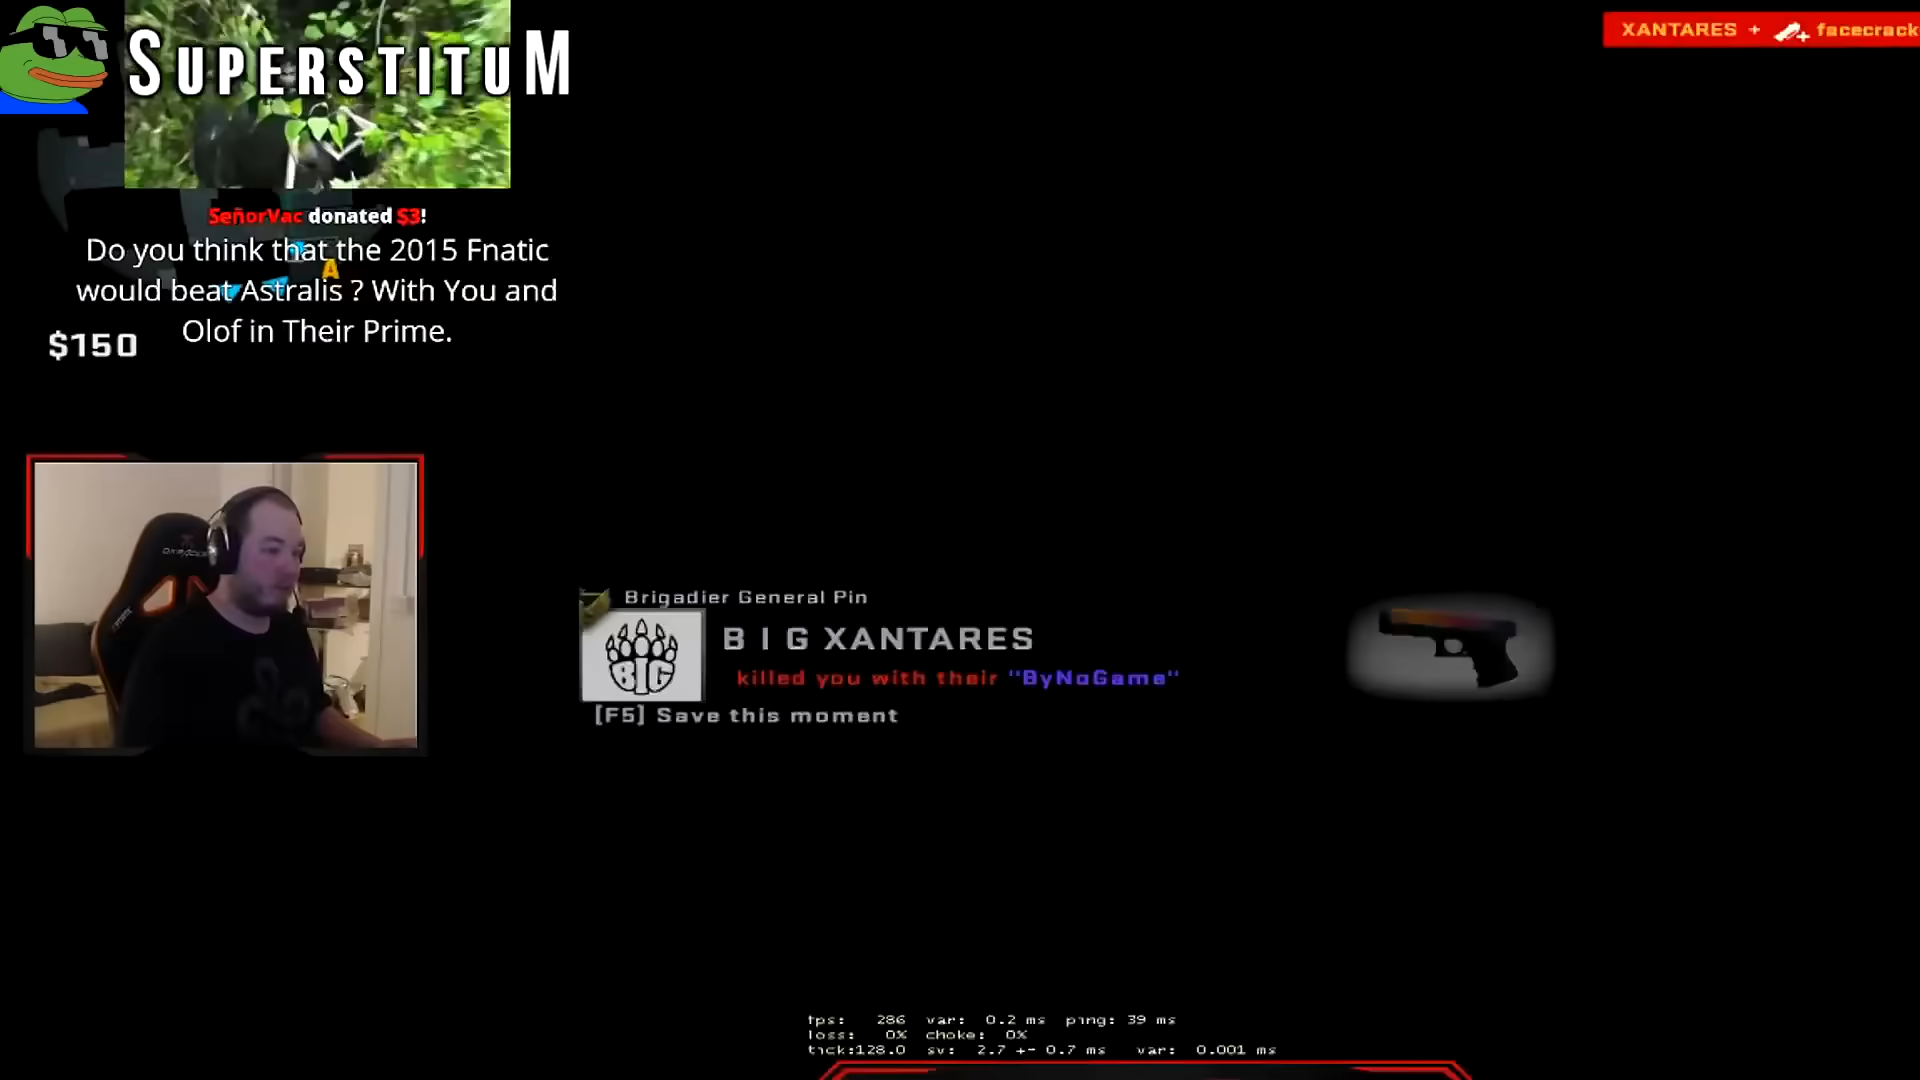 SUPERSTITUM
XANTARES + facecrack
SeñorVac donated $3!
Do you think that the 2015 Fnatic
would beat Astralis ? With You and
Olof in Their Prime.
A
$150
Brigadier General Pin
B I G XANTARES
BIG
killed you with their "ByNoGame"
[F5] Save this moment
fps: 286 var: 0.2 ms ping: 39 ms
loss: 0% choke: 0%
tick:128.0 sv: 2.7 +- 0.7 ms var: 0.001 ms